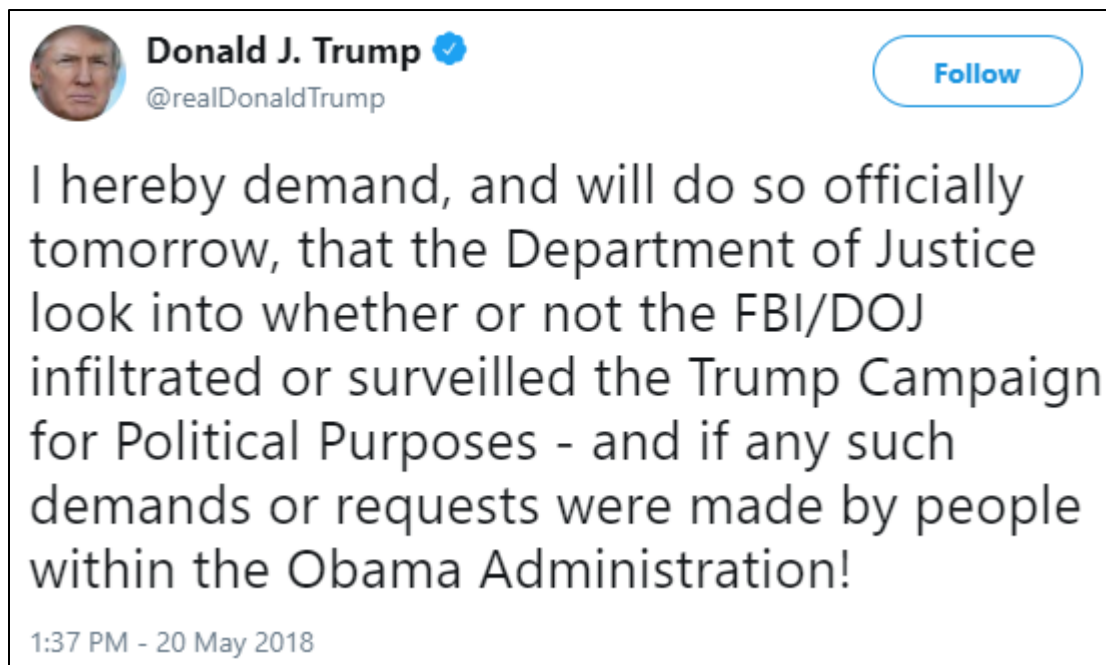 Donald J. Trump
@realDonaldTrump
Follow
I hereby demand, and will do so officially
tomorrow, that the Department of Justice
look into whether or not the FBI/DOJ
infiltrated or surveilled the Trump Campaign
for Political Purposes - and if any such
demands or requests were made by people
within the Obama Administration!
1:37 PM - 20 May 2018